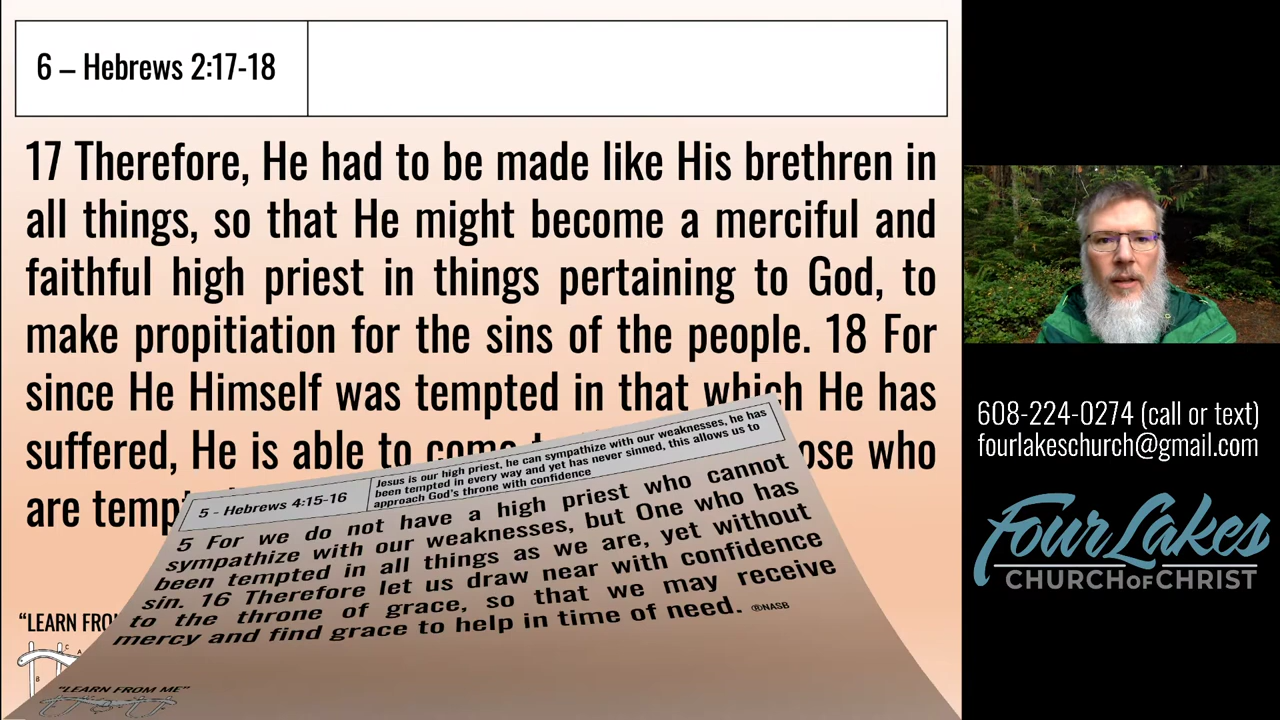 6 – Hebrews 2:17-18
17 Therefore, He had to be made like His brethren in
all things, so that He might become a merciful and
faithful high priest in things pertaining to God, to
make propitiation for the sins of the people. 18 For
since He Himself was tempted in that which He has
suffered, He is able to come who
are
5 - Hebrews 4:15-16
Jesus is our high priest, he can sympathize with our weaknesses, he has
been tempted in every way and yet has never sinned, this allows us to
approach God's throne with confidence
5 For we do not have a high priest who cannot
sympathize with our weaknesses, but One who has
been tempted in all things as we are, yet without
sin. 16 Therefore let us draw near with confidence
to the throne of grace, so that we may receive
mercy and find grace to help in time of need. ®NASB
"LEARN
"LEARN FROM ME"
608-224-0274 (call or text)
fourlakeschurch@gmail.com
Four Lakes
CHURCH OF CHRIST